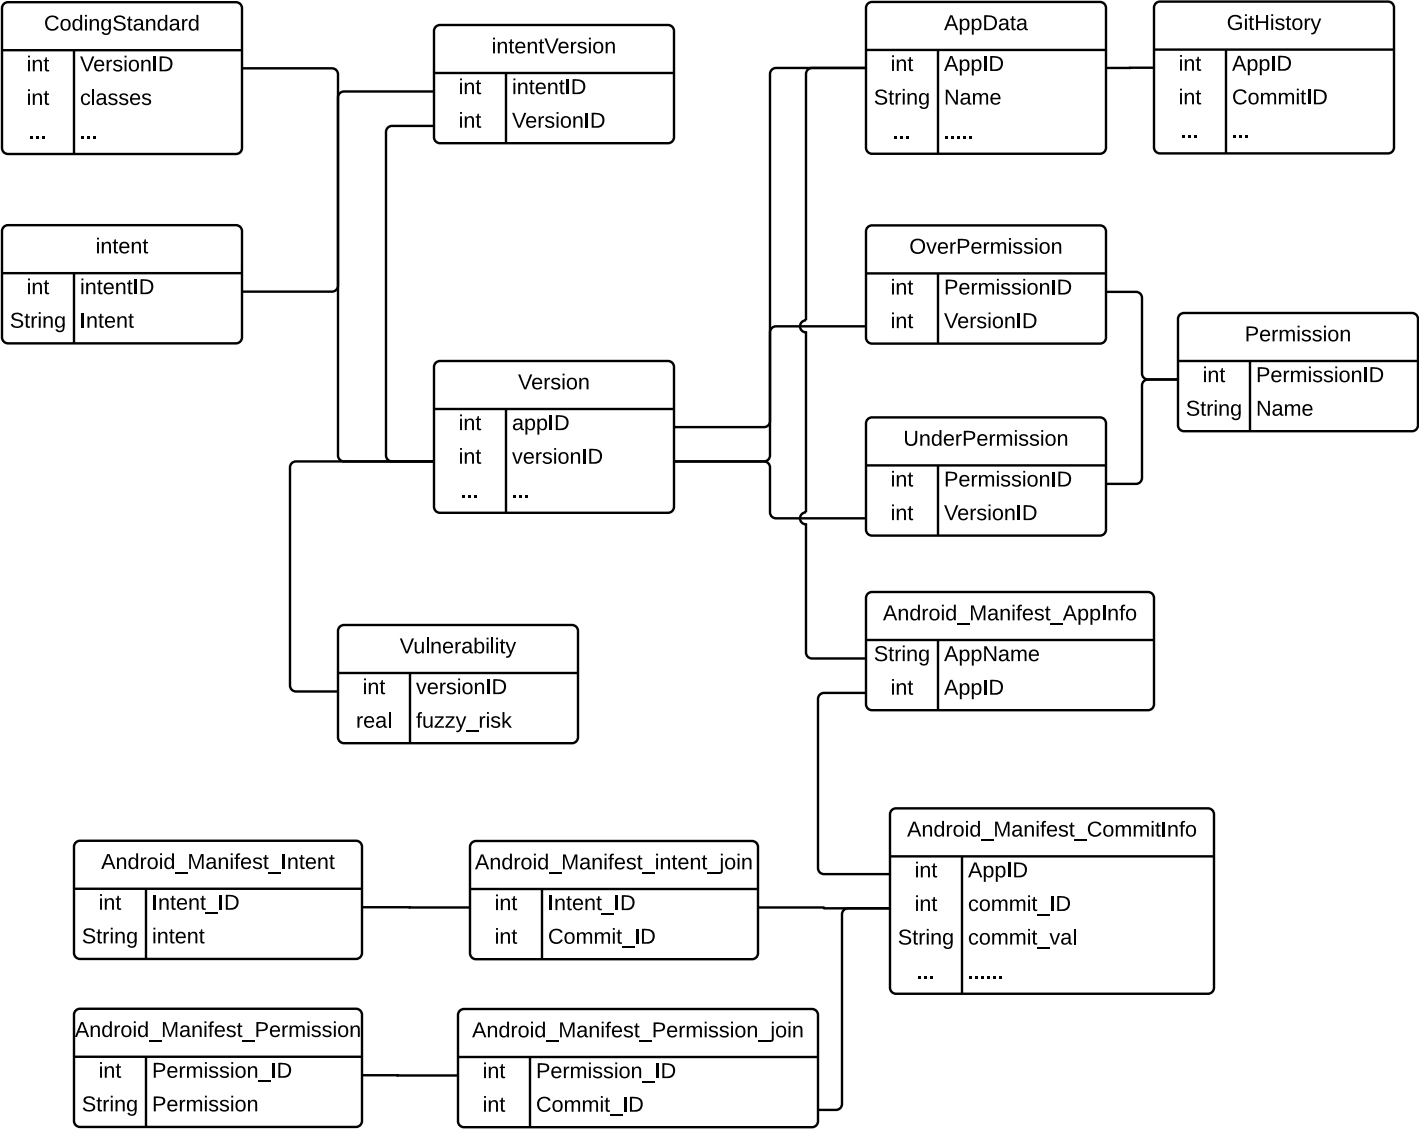 CodingStandard
int VersionID
int classes
... ...
intentVersion
int intentID
int VersionID
AppData
int AppID
String Name
... .....
GitHistory
int AppID
int CommitID
... ...
intent
int intentID
String Intent
OverPermission
int PermissionID
int VersionID
Permission
int PermissionID
String Name
Version
int appID
int versionID
... ...
UnderPermission
int PermissionID
int VersionID
Vulnerability
int versionID
real fuzzy_risk
Android_Manifest_AppInfo
String AppName
int AppID
Android_Manifest_CommitInfo
int AppID
int commit_ID
String commit_val
... ......
Android_Manifest_Intent
int Intent_ID
String intent
Android_Manifest_intent_join
int Intent_ID
int Commit_ID
Android_Manifest_Permission
int Permission_ID
String Permission
Android_Manifest_Permission_join
int Permission_ID
int Commit_ID